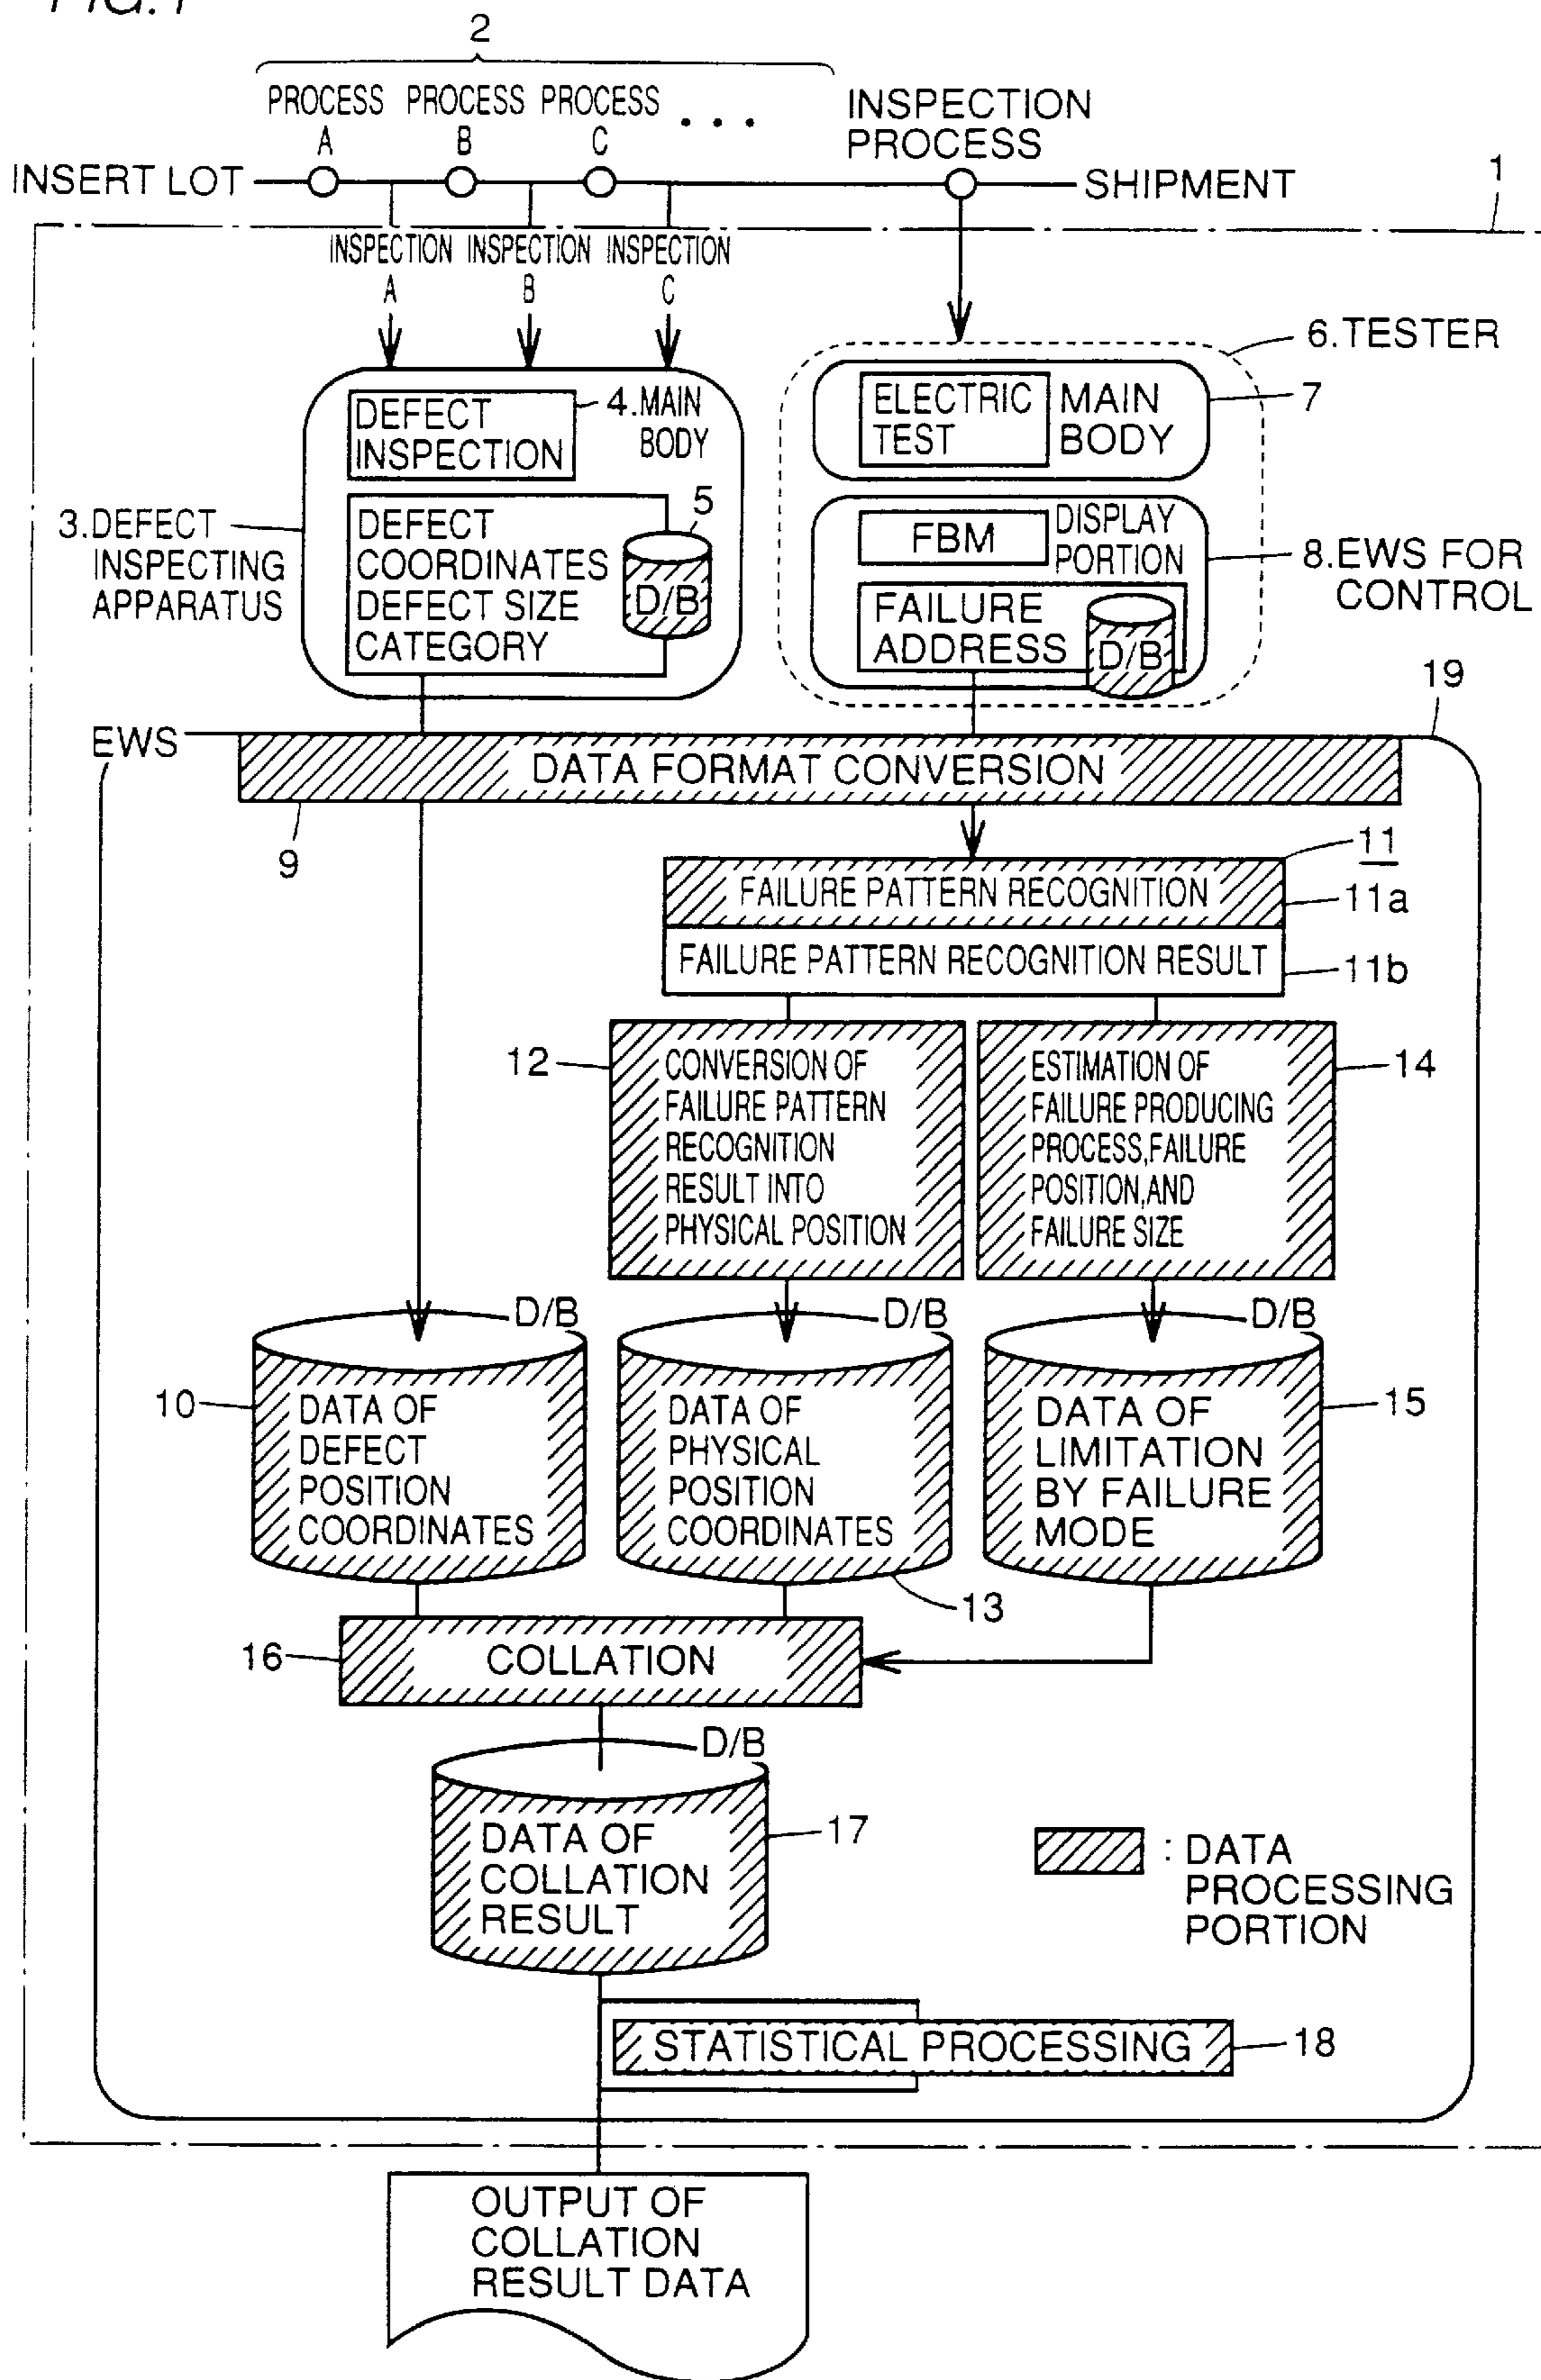 FIG.1
2
PROCESS PROCESS PROCESS
A B C ...
INSPECTION
PROCESS
INSERT LOT
SHIPMENT
1
INSPECTION INSPECTION INSPECTION
A B C
6.TESTER
DEFECT
INSPECTION
4.MAIN
BODY
ELECTRIC
TEST
MAIN
BODY
7
3.DEFECT
INSPECTING
APPARATUS
DEFECT
COORDINATES
DEFECT SIZE
CATEGORY
5
D/B
FBM
DISPLAY
PORTION
8.EWS FOR
CONTROL
FAILURE
ADDRESS
D/B
19
EWS
DATA FORMAT CONVERSION
9
11
FAILURE PATTERN RECOGNITION
11a
FAILURE PATTERN RECOGNITION RESULT
11b
12
CONVERSION OF
FAILURE PATTERN
RECOGNITION
RESULT INTO
PHYSICAL POSITION
ESTIMATION OF
FAILURE PRODUCING
PROCESS,FAILURE
POSITION,AND
FAILURE SIZE
14
D/B
D/B
D/B
10
DATA OF
DEFECT
POSITION
COORDINATES
DATA OF
PHYSICAL
POSITION
COORDINATES
13
DATA OF
LIMITATION
BY FAILURE
MODE
15
16
COLLATION
D/B
DATA OF
COLLATION
RESULT
17
: DATA
PROCESSING
PORTION
STATISTICAL PROCESSING
18
OUTPUT OF
COLLATION
RESULT DATA